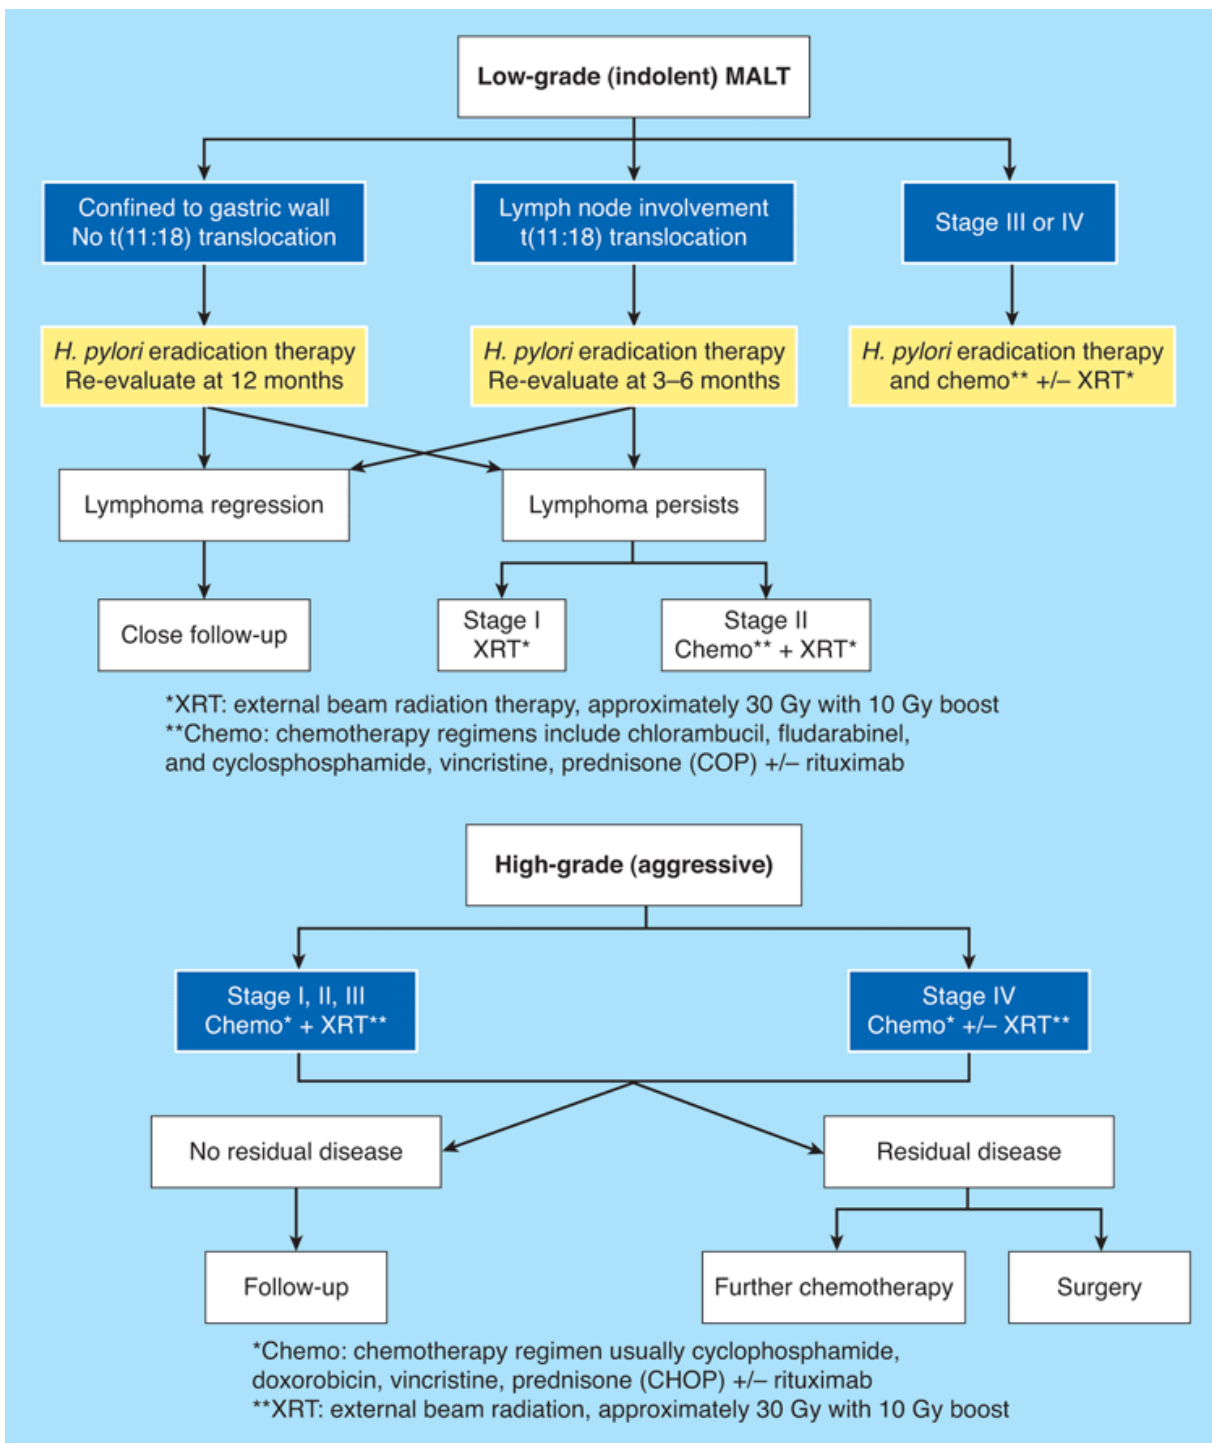 Low-grade (indolent) MALT
Confined to gastric wall
No t(11:18) translocation
Lymph node involvement
t(11:18) translocation
Stage III or IV
H. pylori eradication therapy
Re-evaluate at 12 months
H. pylori eradication therapy
Re-evaluate at 3–6 months
H. pylori eradication therapy
and chemo** +/– XRT*
Lymphoma regression
Lymphoma persists
Close follow-up
Stage I
XRT*
Stage II
Chemo** + XRT*
*XRT: external beam radiation therapy, approximately 30 Gy with 10 Gy boost
**Chemo: chemotherapy regimens include chlorambucil, fludarabinel,
and cyclosphosphamide, vincristine, prednisone (COP) +/– rituximab
High-grade (aggressive)
Stage I, II, III
Chemo* + XRT**
Stage IV
Chemo* +/– XRT**
No residual disease
Residual disease
Follow-up
Further chemotherapy
Surgery
*Chemo: chemotherapy regimen usually cyclophosphamide,
doxorobicin, vincristine, prednisone (CHOP) +/– rituximab
**XRT: external beam radiation, approximately 30 Gy with 10 Gy boost